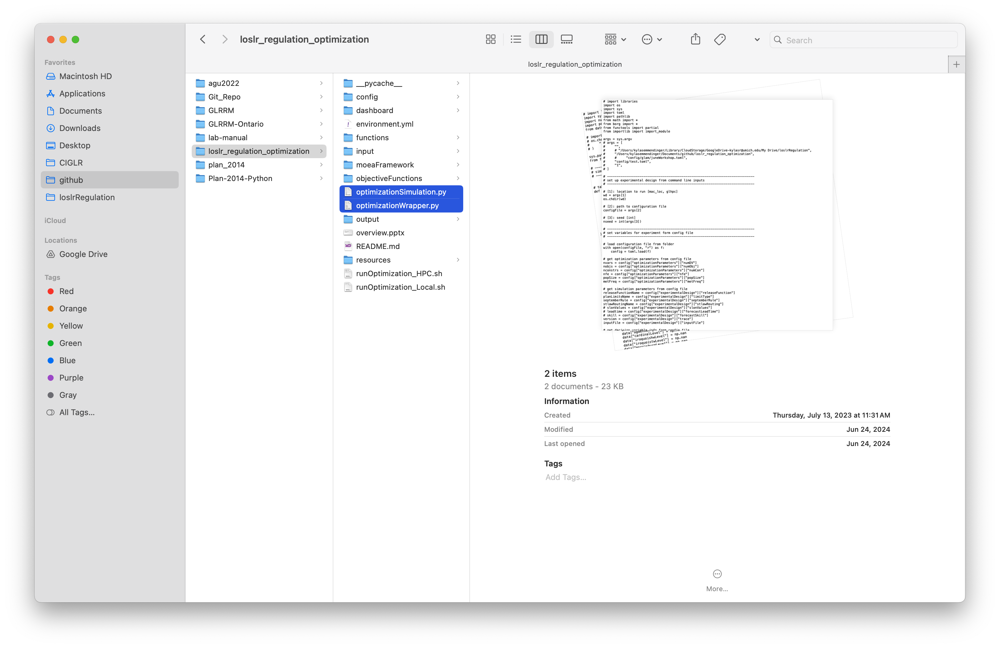 loslr_regulation_optimization
Search
loslr_regulation_optimization
Favorites
Macintosh HD
Applications
Documents
Downloads
Desktop
CIGLR
github
loslrRegulation
iCloud
Locations
Google Drive
Tags
Red
Orange
Yellow
Green
Blue
Purple
Gray
All Tags...
agu2022
Git_Repo
GLRRM
GLRRM-Ontario
lab-manual
loslr_regulation_optimization
plan_2014
Plan-2014-Python
__pycache__
config
dashboard
environment.yml
functions
input
moeaFramework
objectiveFunctions
optimizationSimulation.py
optimizationWrapper.py
output
overview.pptx
README.md
resources
runOptimization_HPC.sh
runOptimization_Local.sh
# import libraries
import os
import sys
import toml
import pathlib
from math import *
from borg import *
from functools import partial
from importlib import import_module
args = sys.argv
# args = [
# "",
# # "/Users/kylasemmendinger/Library/CloudStorage/GoogleDrive-kylasr@umich.edu/My Drive/loslrRegulation",
# "/Users/kylasemmendinger/Documents/github/loslr_regulation_optimization",
# # "config/glam/juneWorkshop.toml",
# "config/test.toml",
# "1",
# ]
# set up experimental design from command line inputs
# [1]: location to run [mac_loc, glhpc]
wd = args[1]
os.chdir(wd)
# [2]: path to configuration file
configFile = args[2]
# [3]: seed [int]
nseed = int(args[3])
# set variables for experiment form config file
# load configuration file from folder
with open(configFile, "r") as f:
config = toml.load(f)
# get optimization parameters from config file
nvars = config["optimizationParameters"]["numDV"]
nobjs = config["optimizationParameters"]["numObj"]
nconstrs = config["optimizationParameters"]["numCon"]
nfe = config["optimizationParameters"]["nfe"]
popSize = config["optimizationParameters"]["popSize"]
metFreq = config["optimizationParameters"]["metFreq"]
# get simulation parameters from config file
releaseFunctionName = config["experimentalDesign"]["releaseFunction"]
planLimitsName = config["experimentalDesign"]["limitType"]
septemberRule = config["experimentalDesign"]["septemberRule"]
stlawRoutingName = config["experimentalDesign"]["stlawRouting"]
# slonValues = config["experimentalDesign"]["slonValues"]
# leadtime = config["experimentalDesign"]["forecastLeadTime"]
# skill = config["experimentalDesign"]["forecastSkill"]
version = config["experimentalDesign"]["trace"]
inputFile = config["experimentalDesign"]["inputFile"]
# get decision variable info from config file
data["cardinalLevel"] = np.nan
data["iroquoishwLevel"] = np.nan
data["iroquoistwLevel"] = np.nan
2 items
2 documents - 23 KB
Information
Created Thursday, July 13, 2023 at 11:31 AM
Modified Jun 24, 2024
Last opened Jun 24, 2024
Tags
Add Tags...
More...